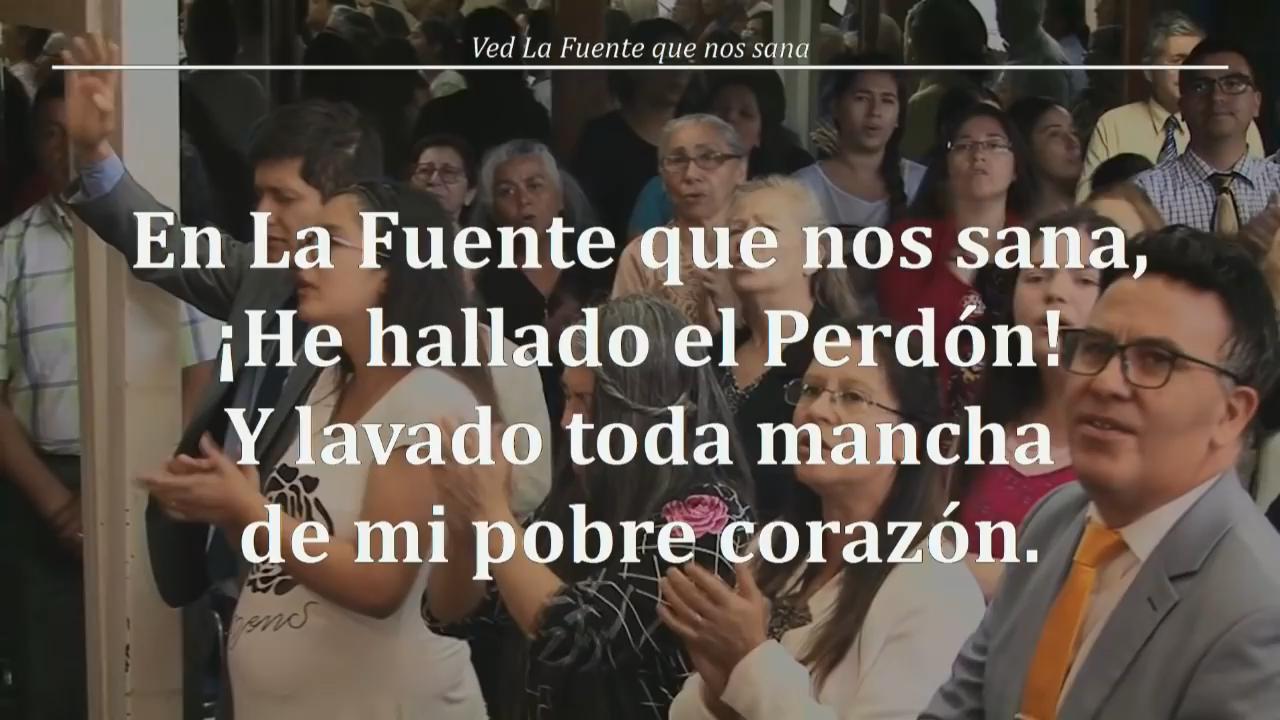 Ved La Fuente que nos sana
En La Fuente que nos sana,
¡He hallado el Perdón!
Y lavado toda mancha
de mi pobre corazón.